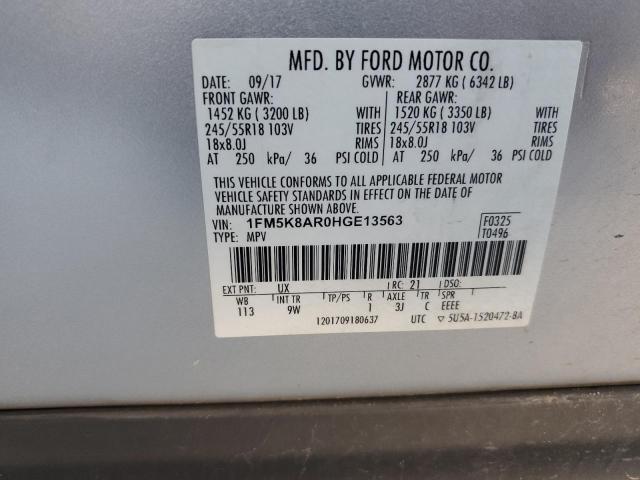 MFD. BY FORD MOTOR CO.
DATE: 09/17 GVWR: 2877 KG ( 6342 LB)
FRONT GAWR: REAR GAWR:
1452 KG ( 3200 LB) WITH 1520 KG ( 3350 LB) WITH
245/55R18 103V TIRES 245/55R18 103V TIRES
18x8.0J RIMS 18x8.0J RIMS
AT 250 kPa/ 36 PSI COLD AT 250 kPa/ 36 PSI COLD
THIS VEHICLE CONFORMS TO ALL APPLICABLE FEDERAL MOTOR
VEHICLE SAFETY STANDARDS IN EFFECT ON THE DATE OF
MANUFACTURE SHOWN ABOVE.
VIN: 1FM5K8AR0HGE13563 F0325
TYPE: MPV T0496
EXT PNT: UX RC: 21 DSO:
WB INT TR TP/PS R AXLE TR SPR
113 9W 1 3J C EEEE
1201709180637 UTC ▽ 5U5A-1520472-BA